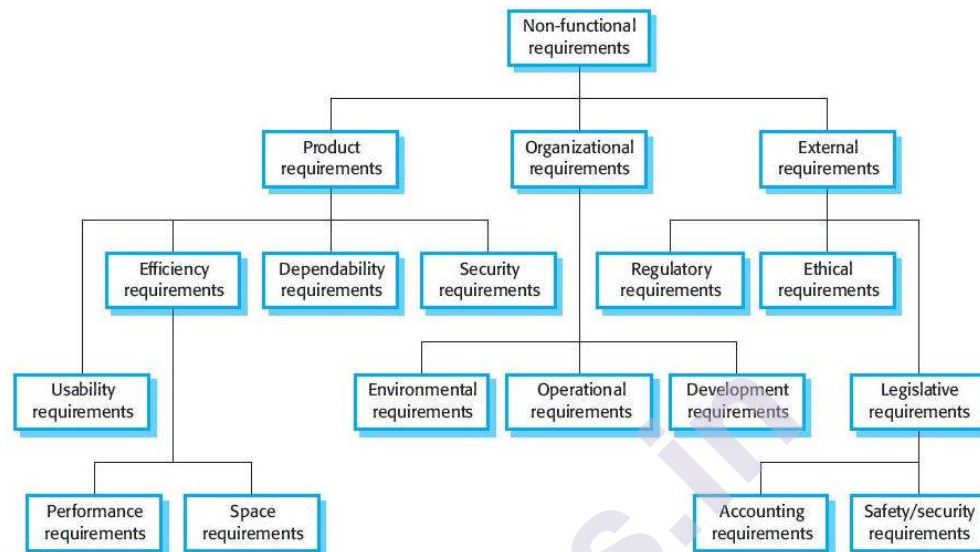 Non-functional
requirements
Product
requirements
Organizational
requirements
External
requirements
Efficiency
requirements
Dependability
requirements
Security
requirements
Regulatory
requirements
Ethical
requirements
Usability
requirements
Environmental
requirements
Operational
requirements
Development
requirements
Legislative
requirements
Performance
requirements
Space
requirements
Accounting
requirements
Safety/security
requirements
s.in